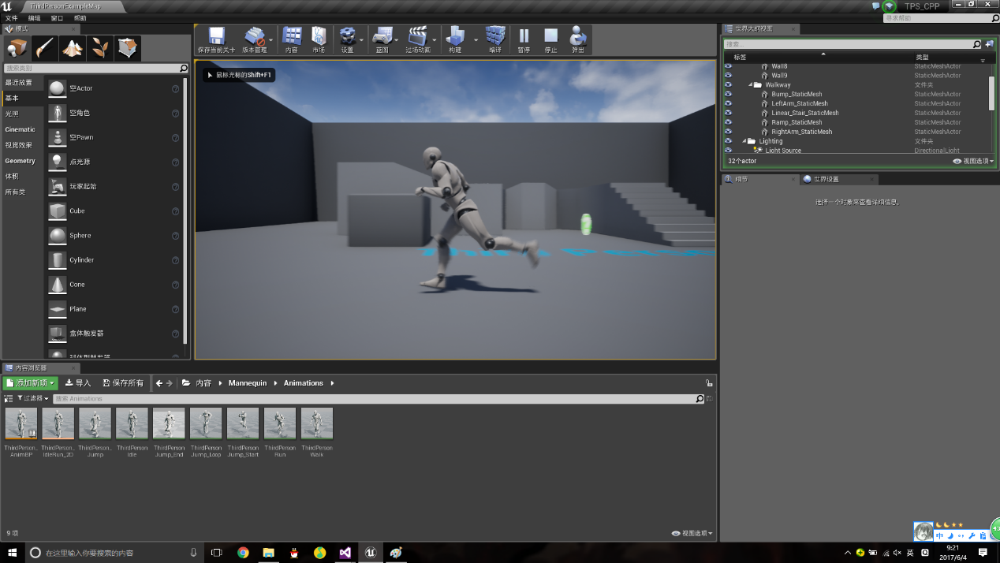 ThirdPersonExampleMap
TPS_CPP
文件 编辑 窗口 帮助
寻求帮助
模式
搜索类别
最近放置
基本
光照
Cinematic
视觉效果
Geometry
体积
所有类
空Actor
空角色
空Pawn
点光源
玩家起始
Cube
Sphere
Cylinder
Cone
Plane
盒体触发器
保存当前关卡 版本管理 内容 市场 设置 蓝图 过场动画 构建 编译 暂停 停止 弹出
鼠标光标的Shift+F1
世界大纲视图
搜索...
标签 类型
Wall8 StaticMeshActor
Wall9 StaticMeshActor
Walkway 文件夹
Bump_StaticMesh StaticMeshActor
LeftArm_StaticMesh StaticMeshActor
Linear_Stair_StaticMesh StaticMeshActor
Ramp_StaticMesh StaticMeshActor
RightArm_StaticMesh StaticMeshActor
Lighting 文件夹
Light Source DirectionalLight
32个actor 视图选项
细节 世界设置
选择一个对象来查看详细信息。
内容浏览器
添加新项 导入 保存所有 内容 Mannequin Animations
过滤器 搜索 Animations
ThirdPerson_AnimBP
ThirdPerson_IdleRun_2D
ThirdPerson_Jump
ThirdPerson Idle
ThirdPerson Jump_End
ThirdPerson Jump_Loop
ThirdPerson Jump_Start
ThirdPerson Run
ThirdPerson Walk
9 项 视图选项
中
在这里输入你要搜索的内容
英
9:21
2017/6/4